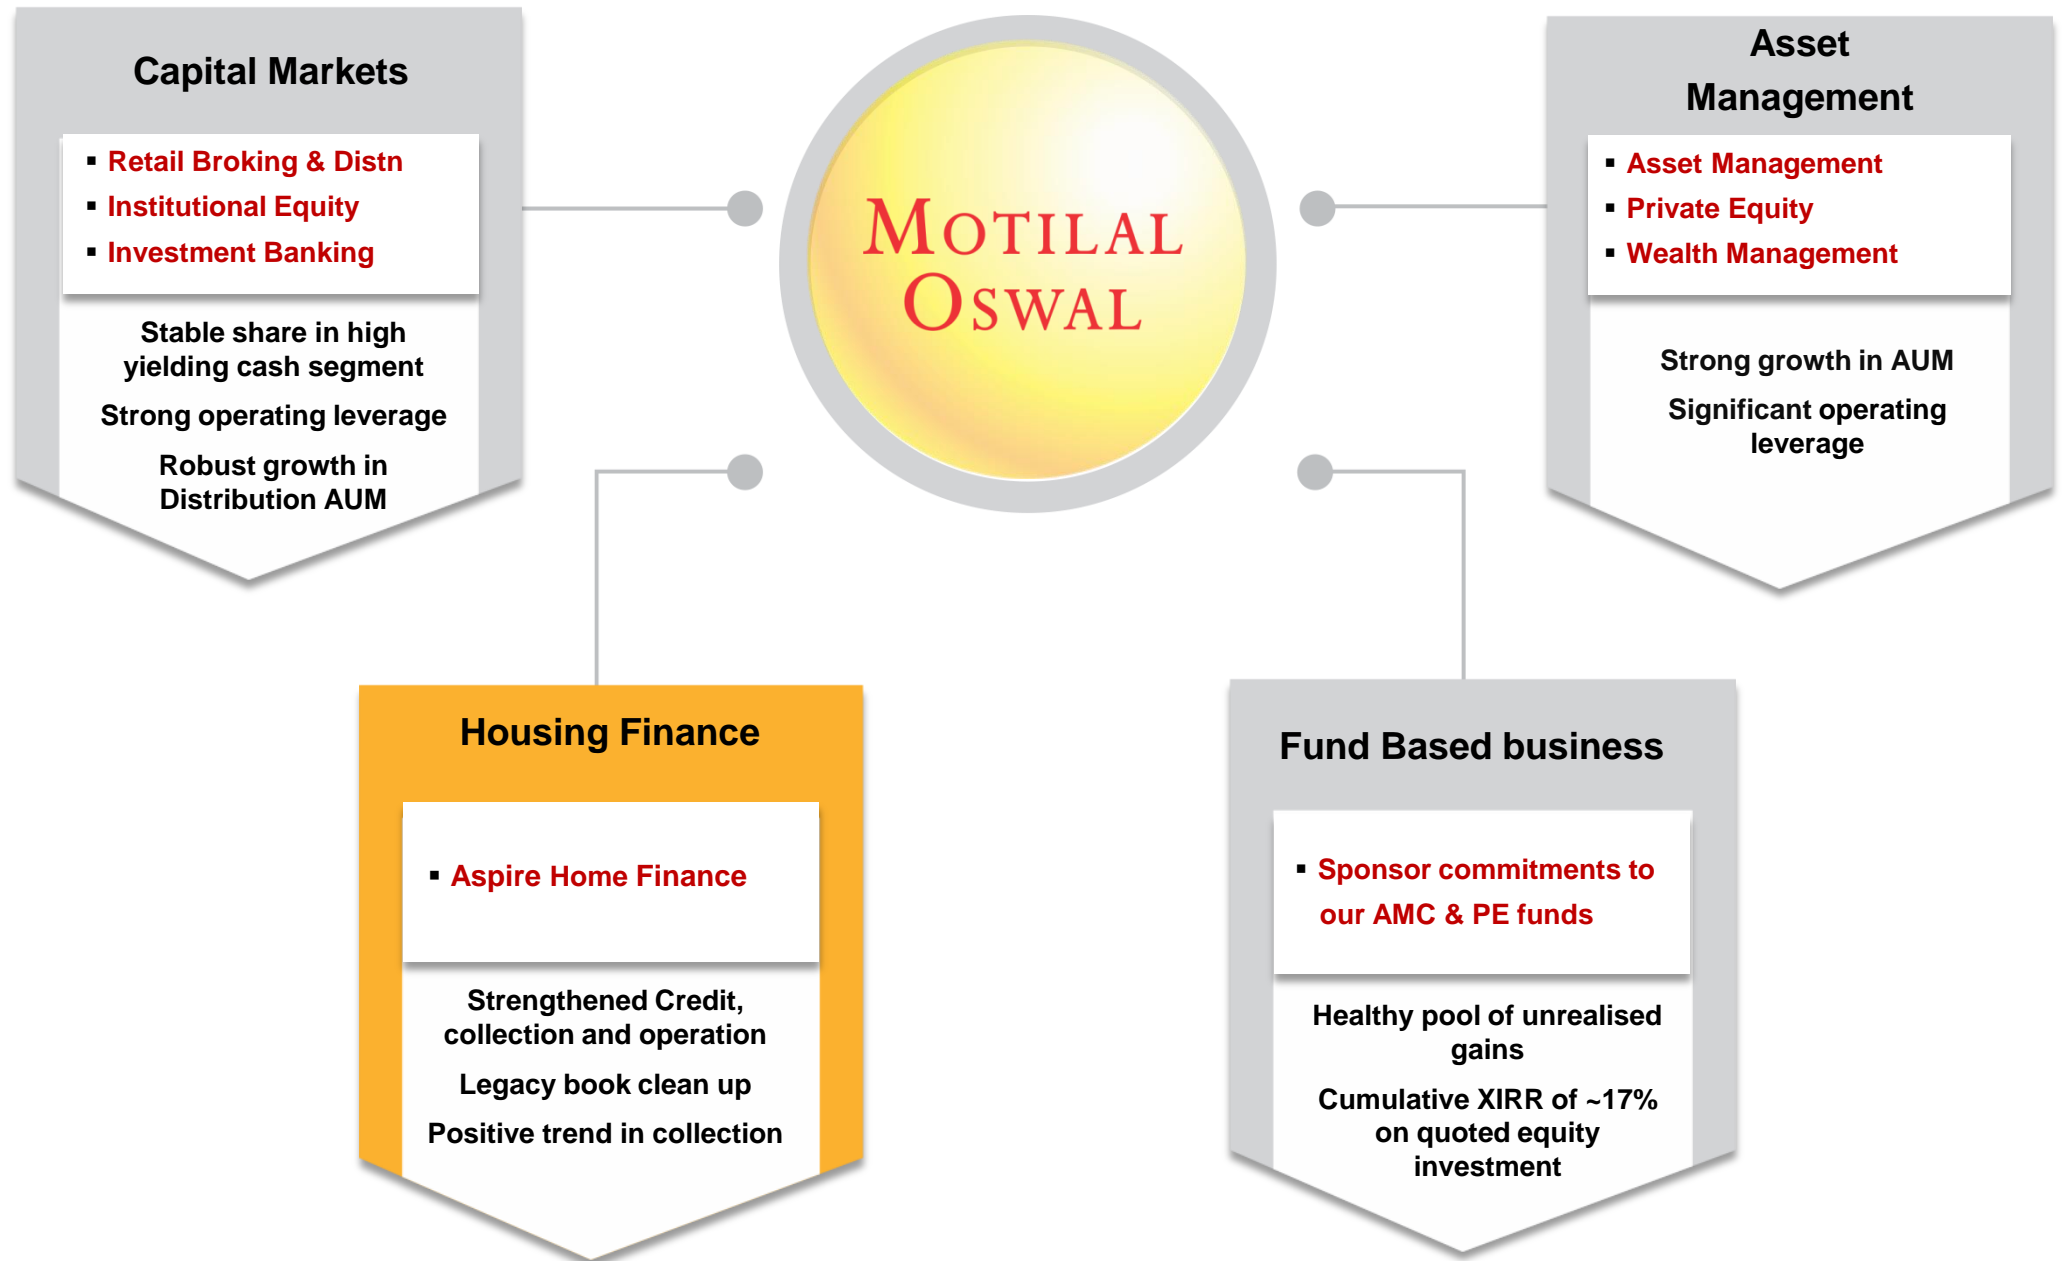 Capital Markets
▪ Retail Broking & Distn
▪ Institutional Equity
▪ Investment Banking
Stable share in high
yielding cash segment
Strong operating leverage
Robust growth in
Distribution AUM
MOTILAL
OSWAL
Asset
Management
▪ Asset Management
▪ Private Equity
▪ Wealth Management
Strong growth in AUM
Significant operating
leverage
Housing Finance
▪ Aspire Home Finance
Strengthened Credit,
collection and operation
Legacy book clean up
Positive trend in collection
Fund Based business
▪ Sponsor commitments to
our AMC & PE funds
Healthy pool of unrealised
gains
Cumulative XIRR of ~17%
on quoted equity
investment